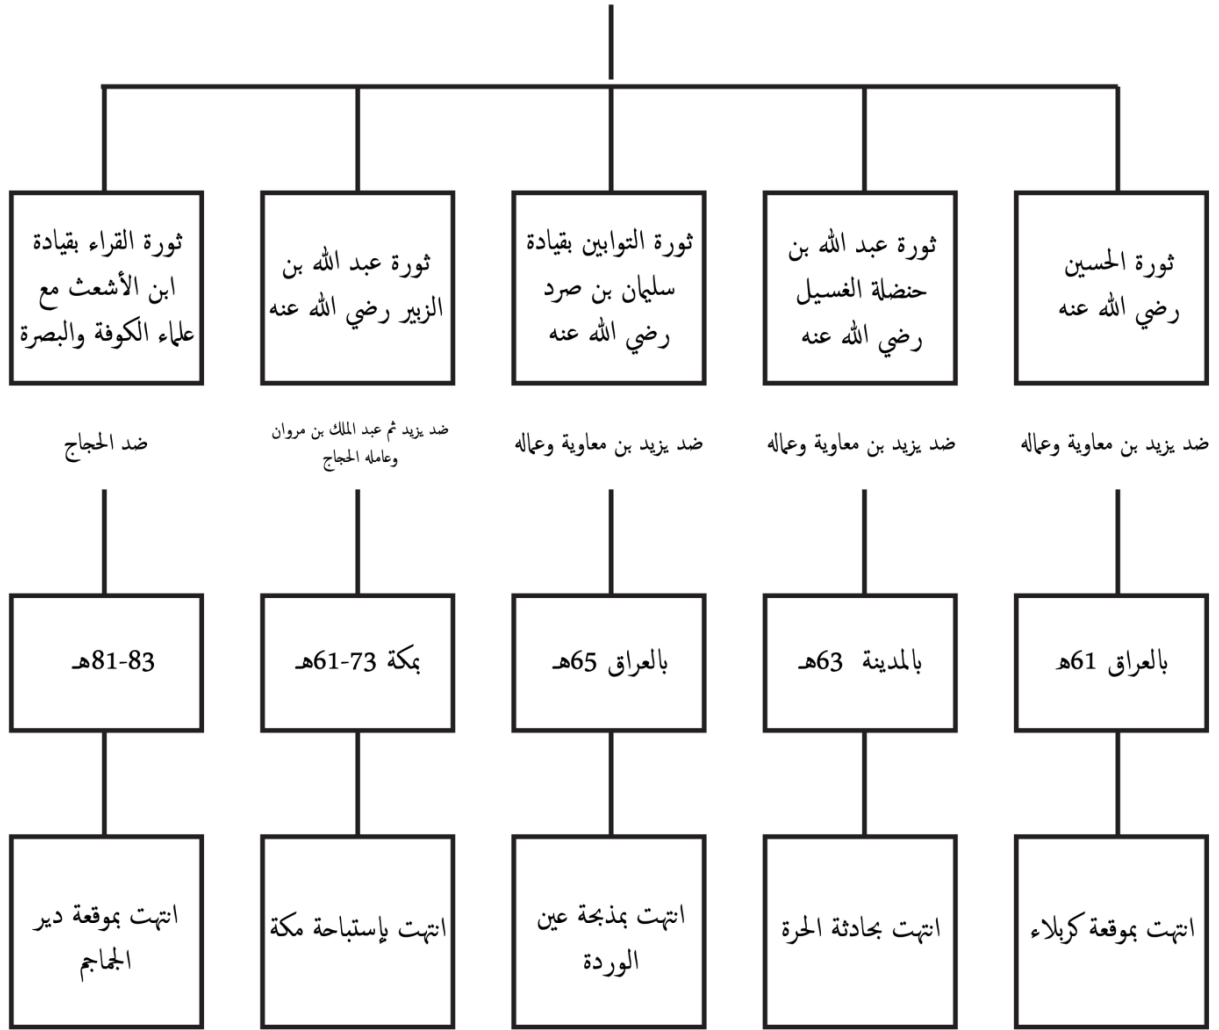 ثورة الحسين
رضي الله عنه
ثورة عبد الله بن
حنضلة الغسيل
رضي الله عنه
ثورة التوابين بقيادة
سليمان بن صرد
رضي الله عنه
ثورة عبد الله بن
الزبير رضي الله عنه
ثورة القراء بقيادة
ابن الأشعث مع
علماء الكوفة والبصرة
ضد يزيد بن معاوية وعماله
ضد يزيد بن معاوية وعماله
ضد يزيد بن معاوية وعماله
ضد يزيد ثم عبد الملك بن مروان
وعامله الحجاج
ضد الحجاج
بالعراق 61ه
بالمدينة 63هـ
بالعراق 65هـ
بمكة 73-61هـ
81-83هـ
انتهت بموقعة كربلاء
انتهت بحادثة الحرة
انتهت بمذبحة عين
الوردة
انتهت بإستباحة مكة
انتهت بموقعة دير
الجماجم